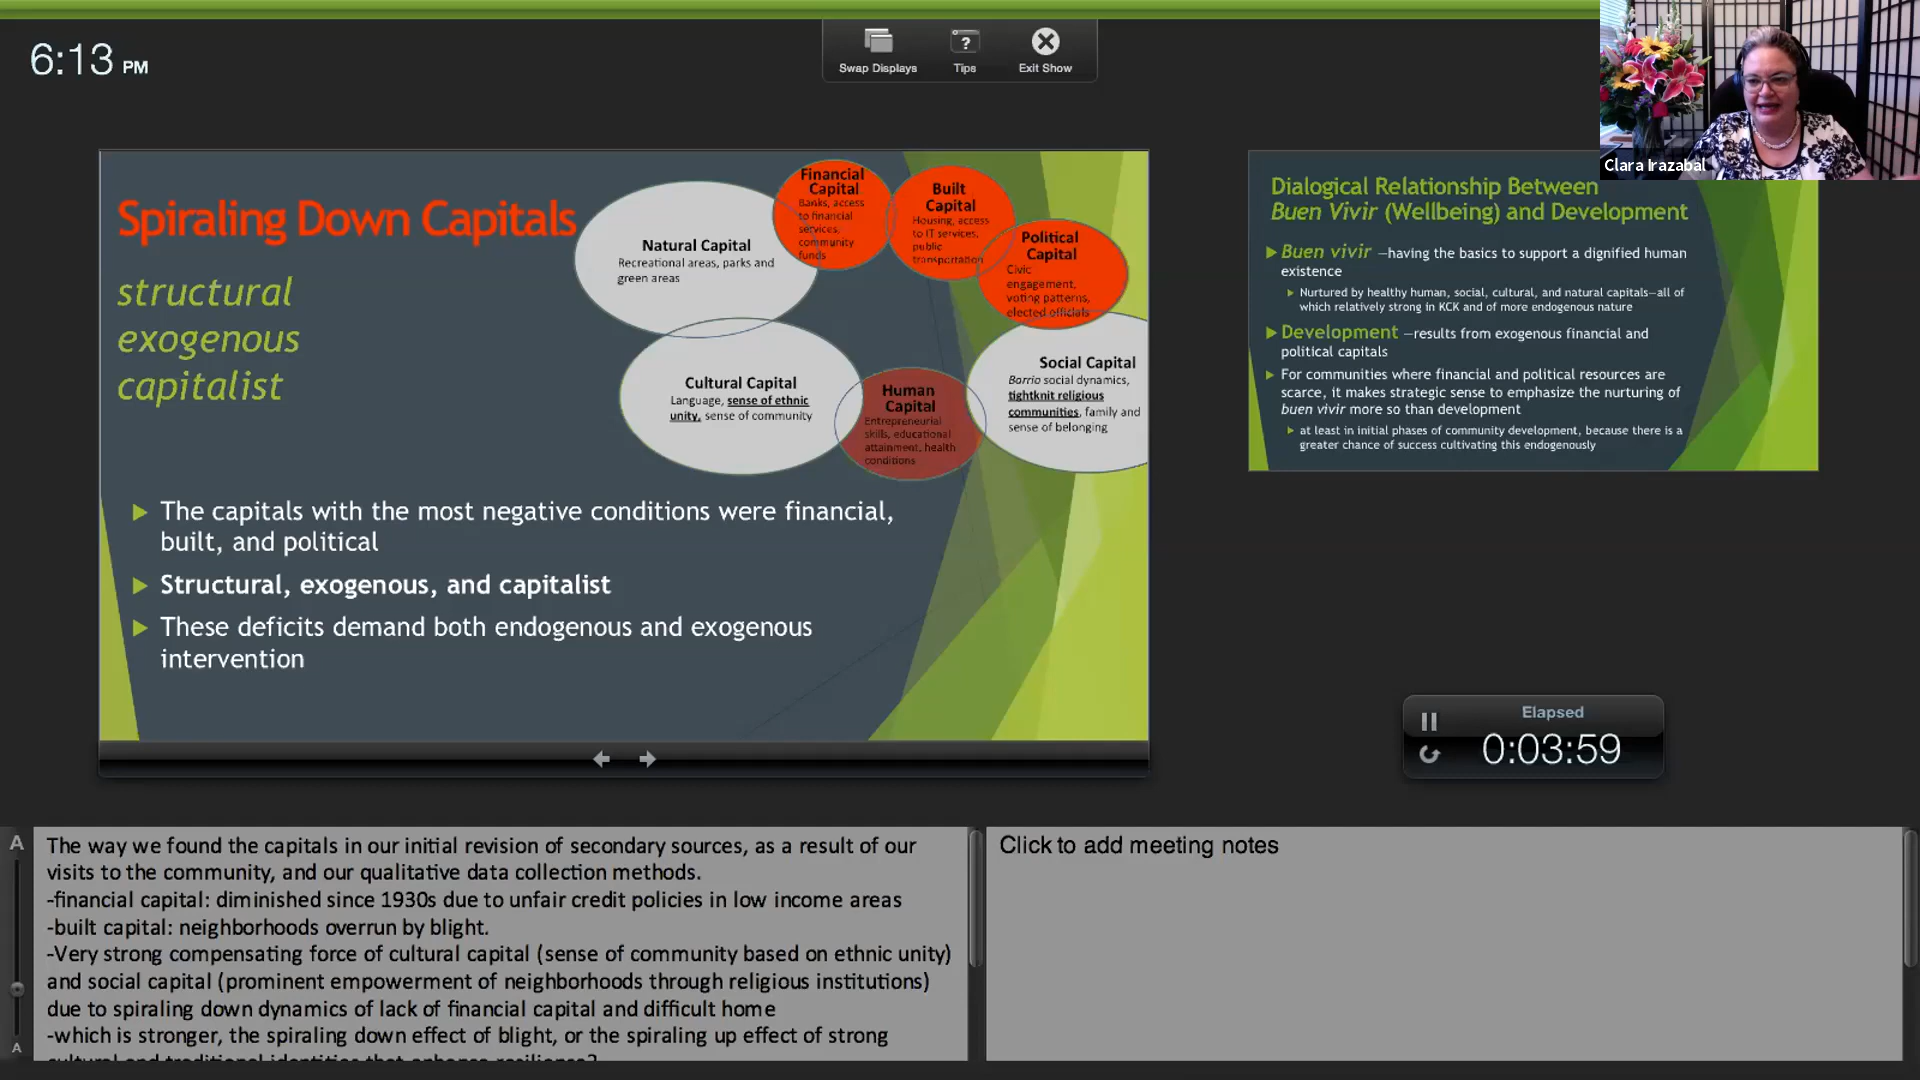 6:13 PM
Swap Displays
Tips
Exit Show
Clara Irazabal
Spiraling Down Capitals
structural
exogenous
capitalist
Natural Capital
Recreational areas, parks and
green areas
Financial
Capital
Banks, access
to financial
services,
community
funds
Built
Capital
Housing, access
to IT services,
public
transportation
Political
Capital
Civic
engagement,
voting patterns,
elected officials
Cultural Capital
Language, sense of ethnic
unity, sense of community
Human
Capital
Entrepreneurial
skills, educational
attainment, health
conditions
Social Capital
Barrio social dynamics,
tightknit religious
communities, family and
sense of belonging
The capitals with the most negative conditions were financial,
built, and political
Structural, exogenous, and capitalist
These deficits demand both endogenous and exogenous
intervention
Dialogical Relationship Between
Buen Vivir (Wellbeing) and Development
Buen vivir —having the basics to support a dignified human
existence
Nurtured by healthy human, social, cultural, and natural capitals—all of
which relatively strong in KCK and of more endogenous nature
Development —results from exogenous financial and
political capitals
For communities where financial and political resources are
scarce, it makes strategic sense to emphasize the nurturing of
buen vivir more so than development
at least in initial phases of community development, because there is a
greater chance of success cultivating this endogenously
Elapsed
0:03:59
A
A
The way we found the capitals in our initial revision of secondary sources, as a result of our
visits to the community, and our qualitative data collection methods.
-financial capital: diminished since 1930s due to unfair credit policies in low income areas
-built capital: neighborhoods overrun by blight.
-Very strong compensating force of cultural capital (sense of community based on ethnic unity)
and social capital (prominent empowerment of neighborhoods through religious institutions)
due to spiraling down dynamics of lack of financial capital and difficult home
-which is stronger, the spiraling down effect of blight, or the spiraling up effect of strong
cultural and traditional identities that enhance resilience?
Click to add meeting notes